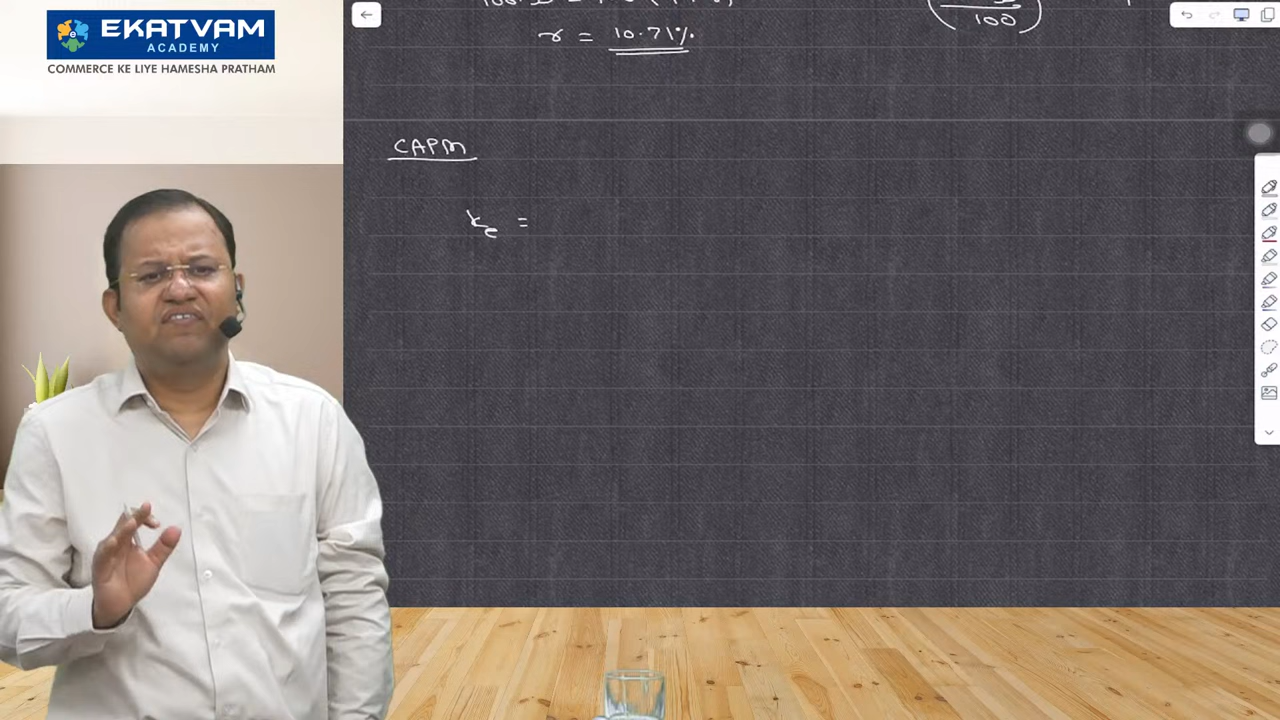 EKATVAM
ACADEMY
COMMERCE KE LIYE HAMESHA PRATHAM
r = 10.71%
100
CAPM
Ke =